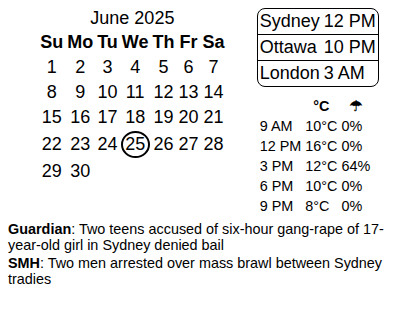 June 2025
Su Mo Tu We Th Fr Sa
1 2 3 4 5 6 7
8 9 10 11 12 13 14
15 16 17 18 19 20 21
22 23 24 25 26 27 28
29 30
Sydney 12 PM
Ottawa 10 PM
London 3 AM
°C ☂
9 AM 10°C 0%
12 PM 16°C 0%
3 PM 12°C 64%
6 PM 10°C 0%
9 PM 8°C 0%
Guardian: Two teens accused of six-hour gang-rape of 17-
year-old girl in Sydney denied bail
SMH: Two men arrested over mass brawl between Sydney
tradies